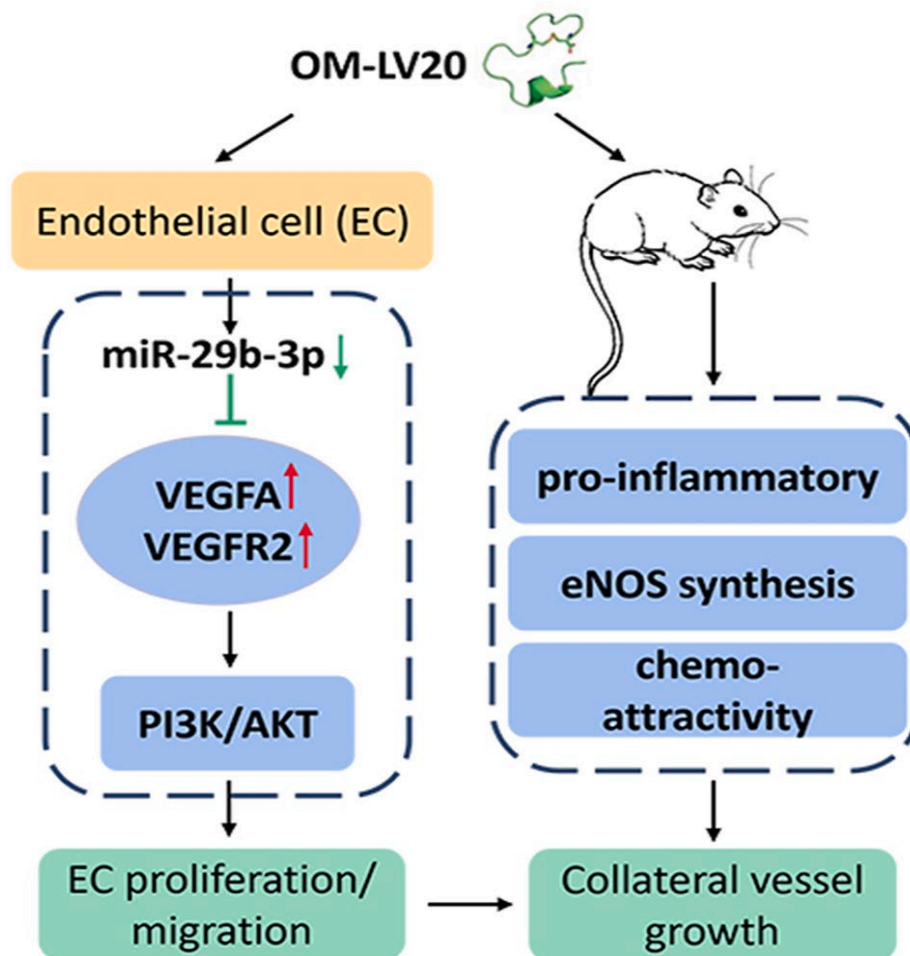 OM-LV20
Endothelial cell (EC)
miR-29b-3p
VEGFA
VEGFR2
PI3K/AKT
EC proliferation/
migration
pro-inflammatory
eNOS synthesis
chemo-
attractivity
Collateral vessel
growth